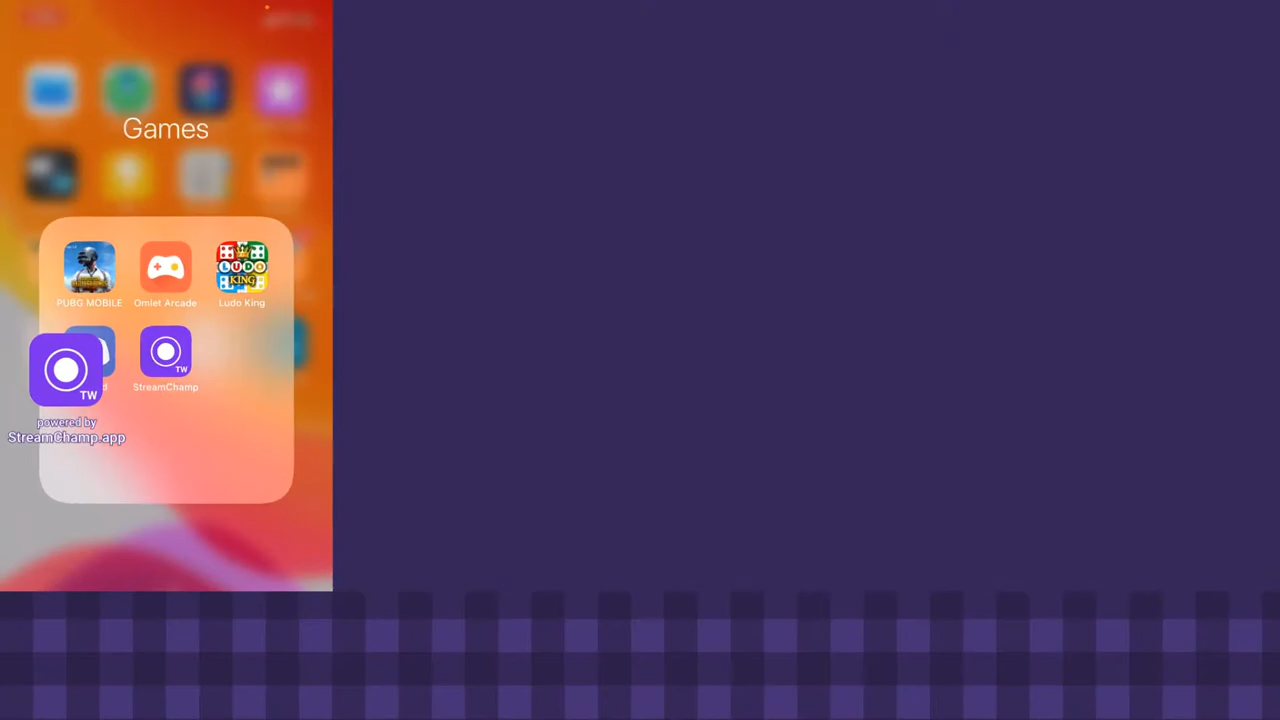 Games
PUBG MOBILE
Omlet Arcade
LUDO
KING
Ludo King
TW
TW
d
StreamChamp
powered by
StreamChamp.app